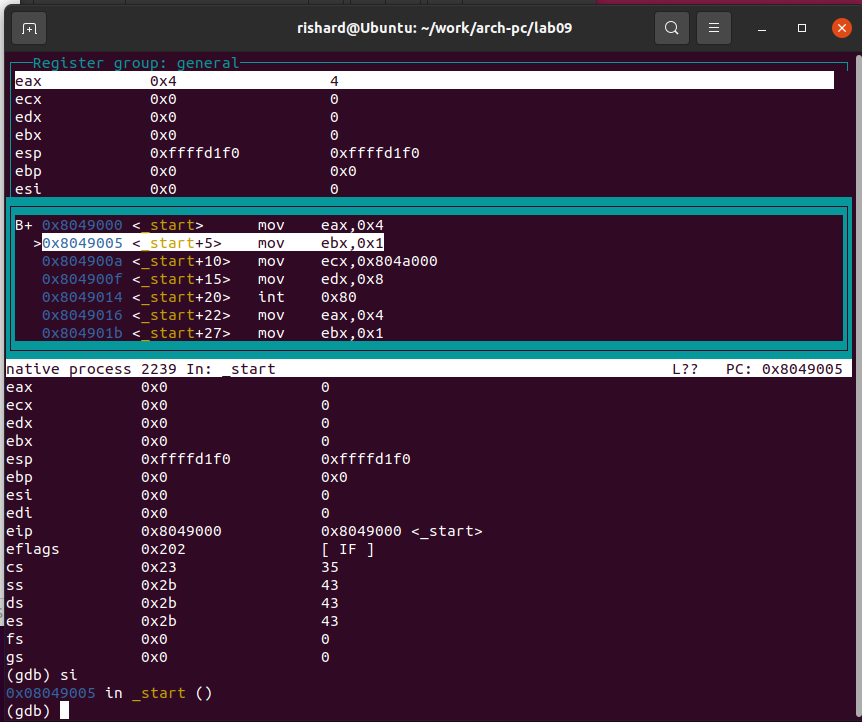 rishard@Ubuntu: ~/work/arch-pc/lab09
Register group: general
eax 0x4 4
ecx 0x0 0
edx 0x0 0
ebx 0x0 0
esp 0xffffd1f0 0xffffd1f0
ebp 0x0 0x0
esi 0x0 0
B+ 0x8049000 <_start> mov eax,0x4
>0x8049005 <_start+5> mov ebx,0x1
0x804900a <_start+10> mov ecx,0x804a000
0x804900f <_start+15> mov edx,0x8
0x8049014 <_start+20> int 0x80
0x8049016 <_start+22> mov eax,0x4
0x804901b <_start+27> mov ebx,0x1
native process 2239 In: _start L?? PC: 0x8049005
eax 0x0 0
ecx 0x0 0
edx 0x0 0
ebx 0x0 0
esp 0xffffd1f0 0xffffd1f0
ebp 0x0 0x0
esi 0x0 0
edi 0x0 0
eip 0x8049000 0x8049000 <_start>
eflags 0x202 [ IF ]
cs 0x23 35
ss 0x2b 43
ds 0x2b 43
es 0x2b 43
fs 0x0 0
gs 0x0 0
(gdb) si
0x08049005 in _start ()
(gdb)